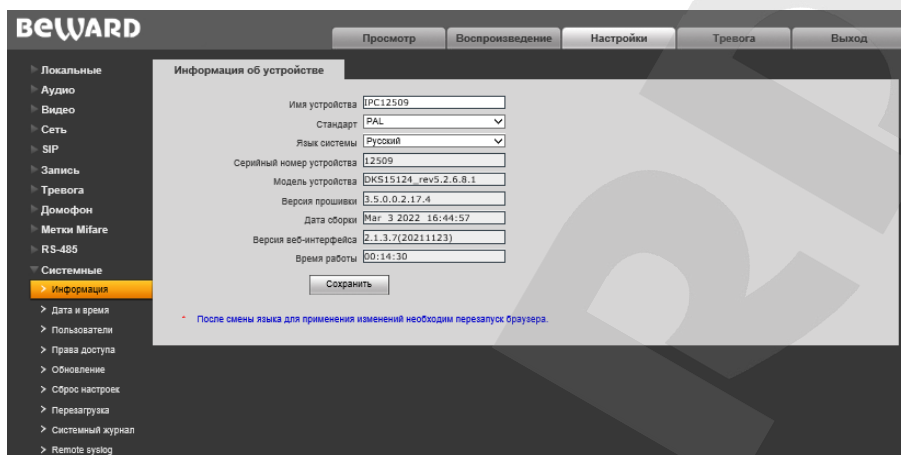 BEWARD
Просмотр
Воспроизведение
Настройки
Тревога
Выход
Локальные
Аудио
Видео
Сеть
SIP
Запись
Тревога
Домофон
Метки Mifare
RS-485
Системные
Информация
Дата и время
Пользователи
Права доступа
Обновление
Сброс настроек
Перезагрузка
Системный журнал
Remote syslog
Информация об устройстве
Имя устройства IPC12509
Стандарт PAL
Язык системы Русский
Серийный номер устройства 12509
Модель устройства DKS15124_rev5.2.6.8.1
Версия прошивки 3.5.0.0.2.17.4
Дата сборки Mar 3 2022 16:44:57
Версия веб-интерфейса 2.1.3.7(20211123)
Время работы 00:14:30
Сохранить
* После смены языка для применения изменений необходим перезапуск браузера.